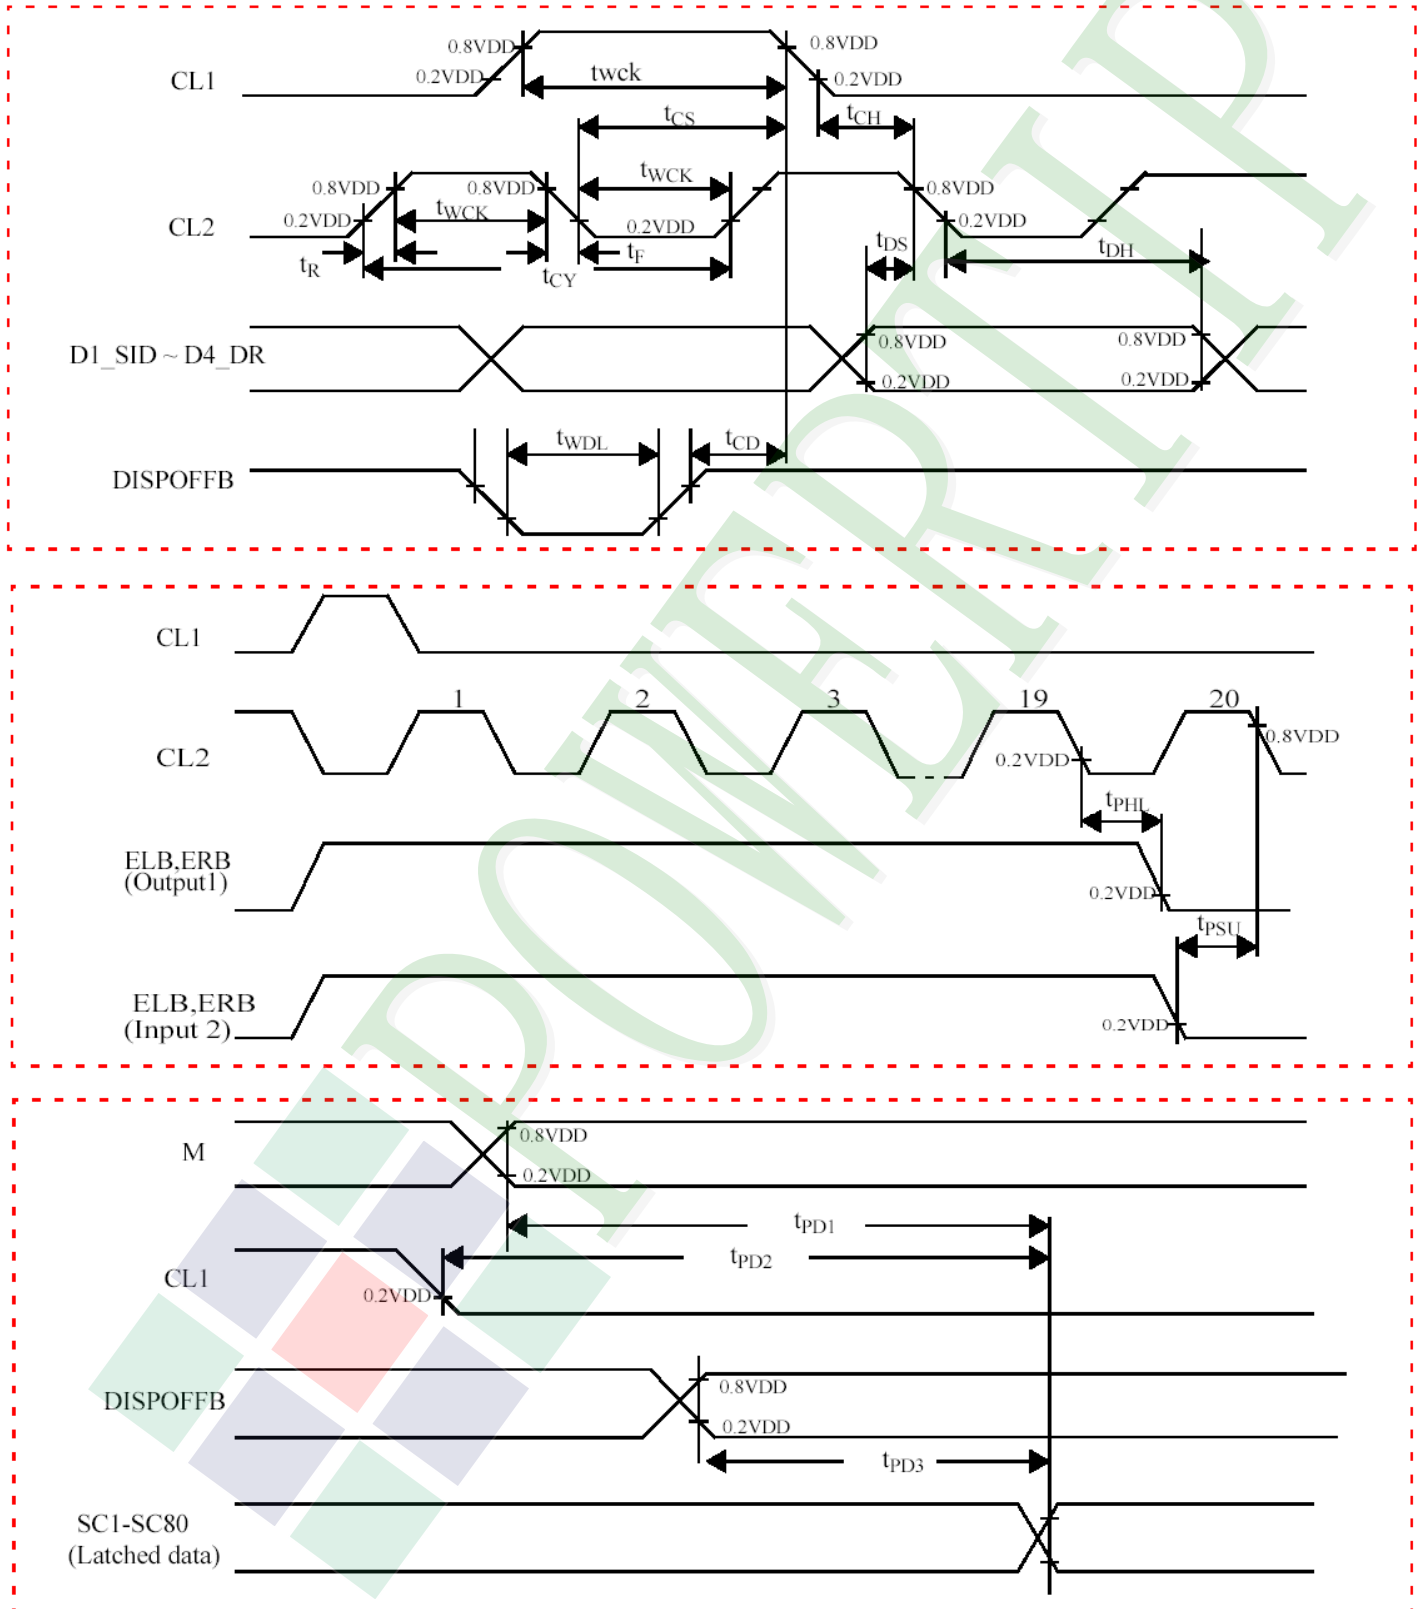 0.8VDD 0.8VDD
CL1 0.2VDD twck 0.2VDD
tCS tCH
0.8VDD 0.8VDD tWCK 0.8VDD
CL2 0.2VDD tWCK 0.2VDD 0.2VDD
tR tCY tF tDS tDH
D1_SID ~ D4_DR 0.8VDD 0.8VDD
0.2VDD 0.2VDD
tWDL tCD
DISPOFFB
CL1
1 2 3 19 20
CL2 0.2VDD 0.8VDD
tPHL
ELB,ERB
(Output1) 0.2VDD
tPSU
ELB,ERB
(Input 2) 0.2VDD
M 0.8VDD
0.2VDD
tPD1
CL1 tPD2
0.2VDD
DISPOFFB 0.8VDD
0.2VDD
tPD3
SC1-SC80
(Latched data)
POWERTIP